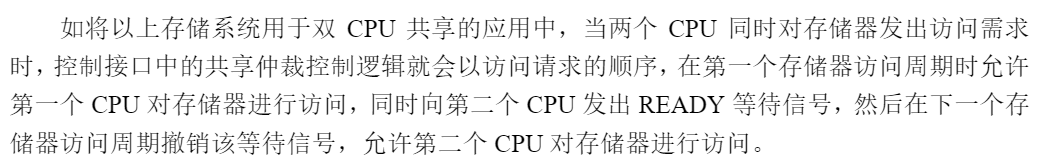 如将以上存储系统用于双 CPU 共享的应用中，当两个 CPU 同时对存储器发出访问需求
时，控制接口中的共享仲裁控制逻辑就会以访问请求的顺序，在第一个存储器访问周期时允许
第一个 CPU 对存储器进行访问，同时向第二个 CPU 发出 READY 等待信号，然后在下一个存
储器访问周期撤销该等待信号，允许第二个 CPU 对存储器进行访问。